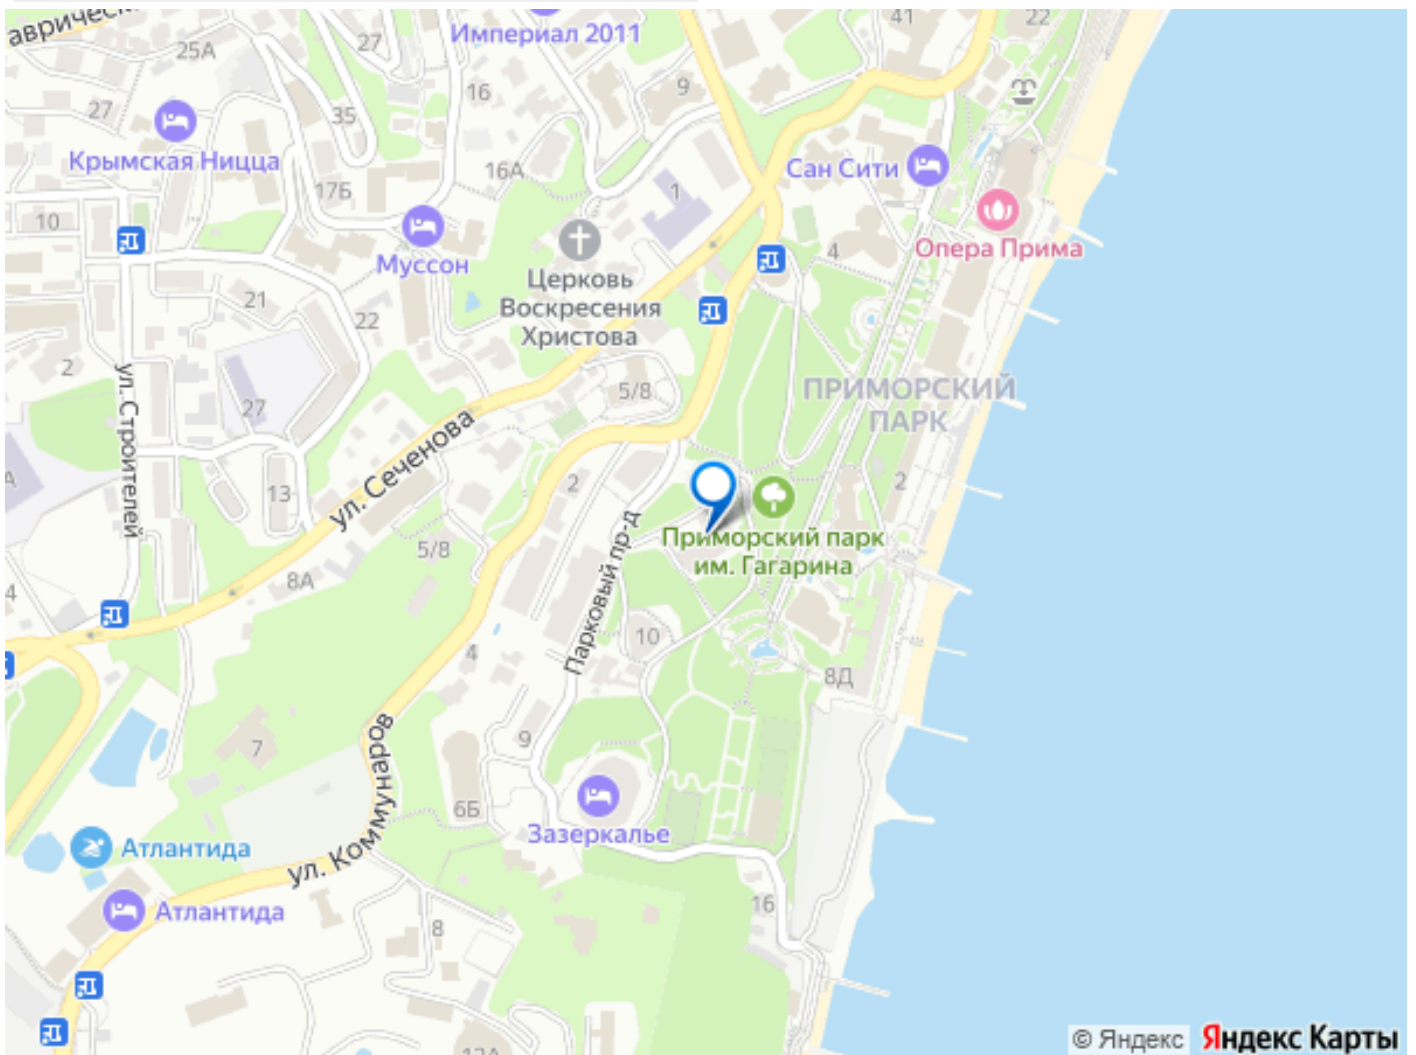 аврическ
25А
27
Империал 2011
41
22
16
9
27
35
Крымская Ницца
16А
17Б
1
Сан Сити
10
Муссон
Церковь
Воскресения
Христова
4
Опера Прима
21
22
2
5/8
ул. Строителей
27
ул. Сеченова
ПРИМОРСКИЙ
ПАРК
13
2
2
Парковый пр-д
Приморский парк
им. Гагарина
5/8
8А
4
10
4
8Д
7
9
ул. Коммунаров
6Б
Зазеркалье
Атлантида
Атлантида
16
8
12А
© Яндекс Яндекс Карты